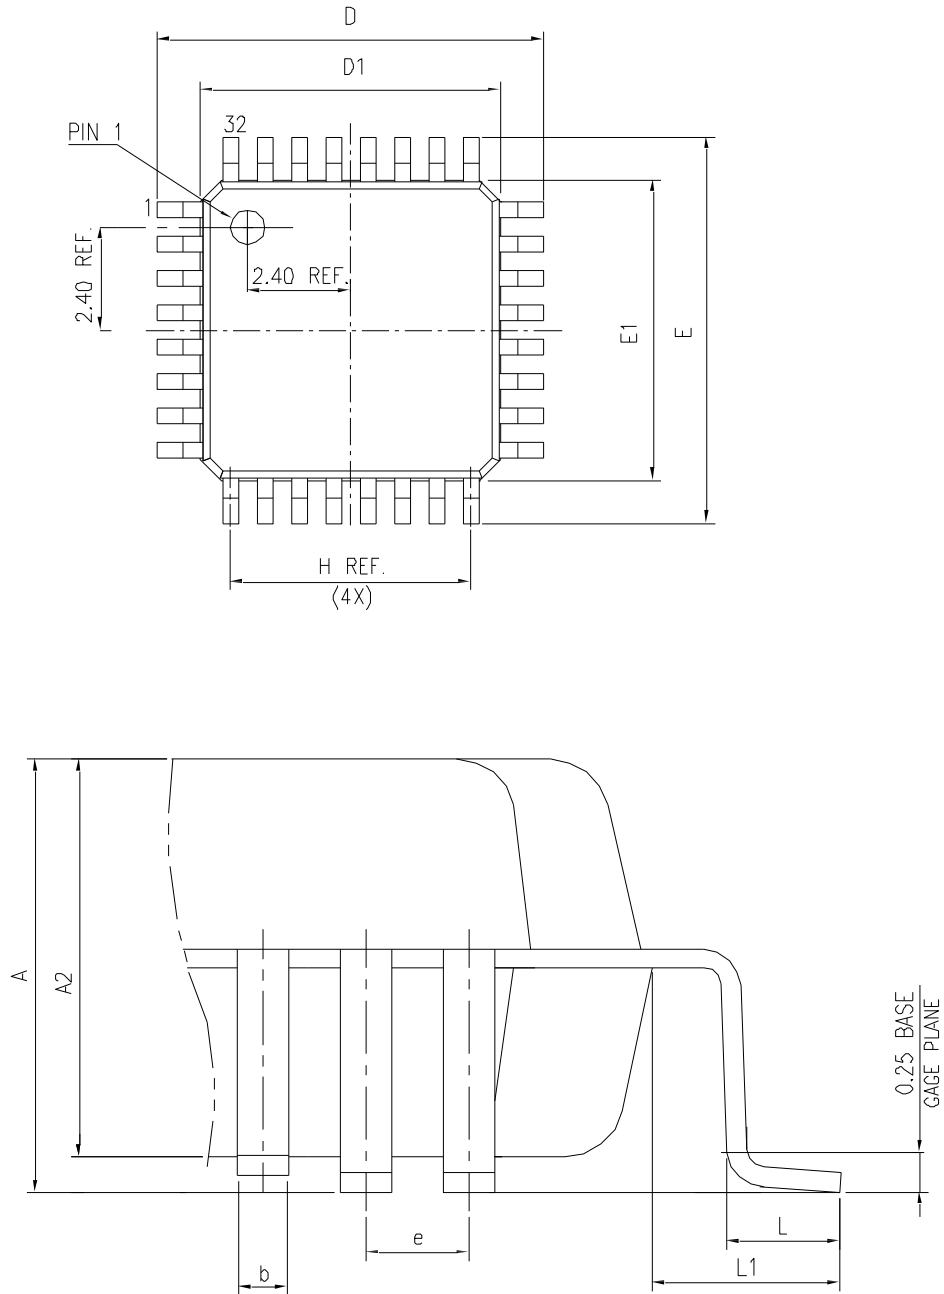 D
D1
32
PIN 1
1
2.40 REF.
2.40 REF.
E1
E
H REF.
(4X)
A
A2
0.25 BASE
GAGE PLANE
L
e
L1
b